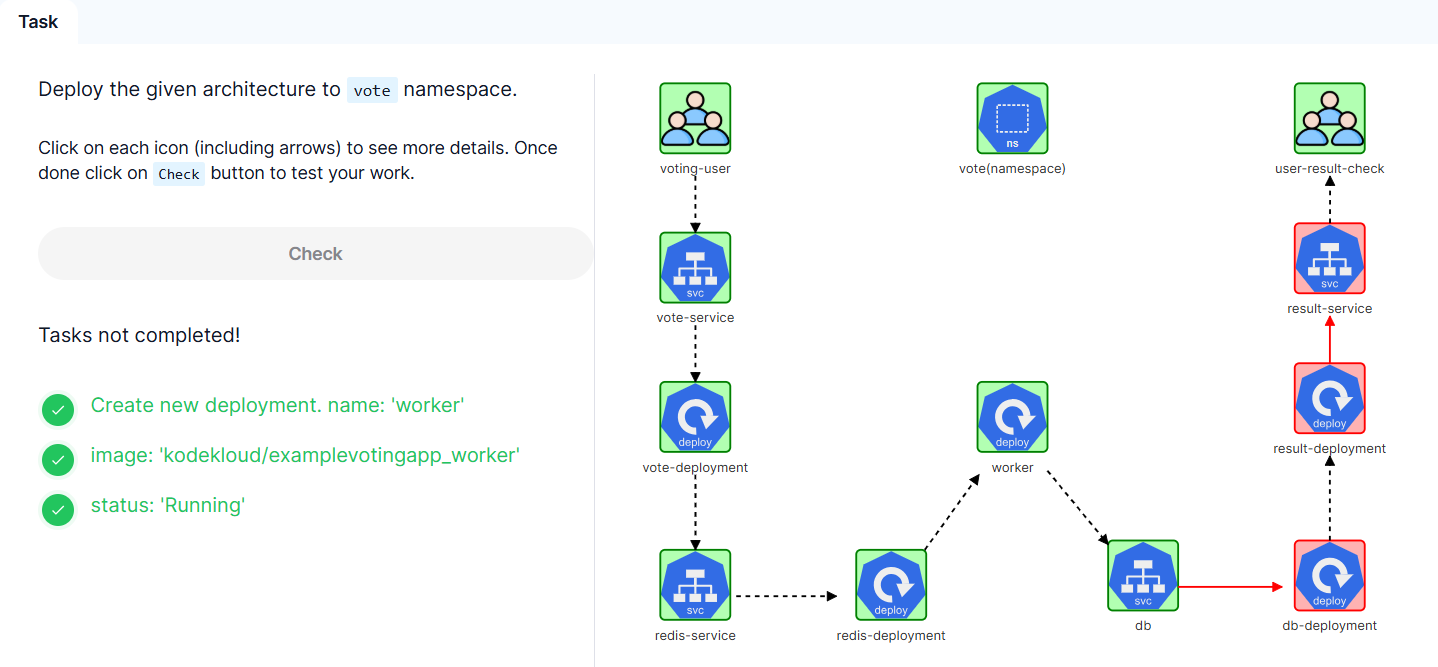 Task
Deploy the given architecture to vote namespace.
Click on each icon (including arrows) to see more details. Once
done click on Check button to test your work.
Check
Tasks not completed!
Create new deployment. name: 'worker'
image: 'kodekloud/examplevotingapp_worker'
status: 'Running'
voting-user
ns
vote(namespace)
user-result-check
svc
vote-service
svc
result-service
deploy
vote-deployment
deploy
worker
deploy
result-deployment
svc
redis-service
deploy
redis-deployment
svc
db
deploy
db-deployment